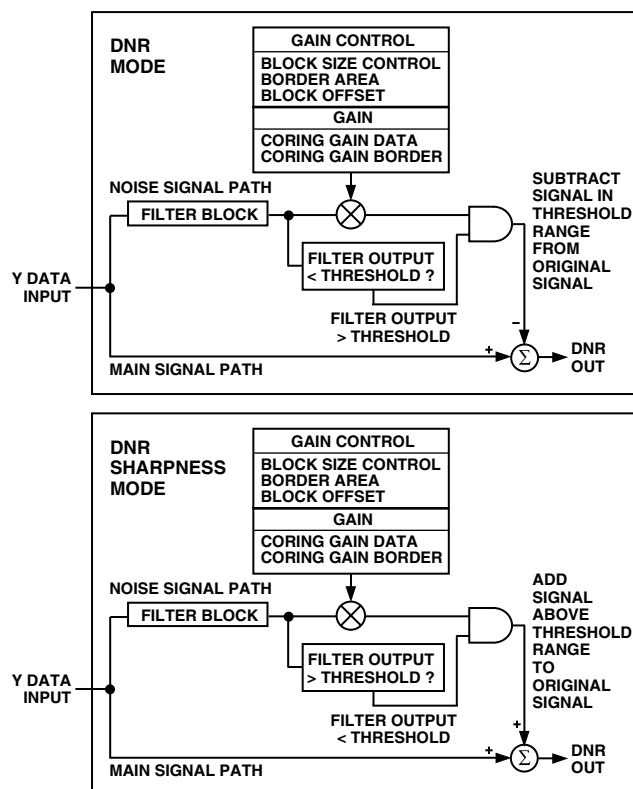 DNR
MODE
GAIN CONTROL
BLOCK SIZE CONTROL
BORDER AREA
BLOCK OFFSET
GAIN
CORING GAIN DATA
CORING GAIN BORDER
NOISE SIGNAL PATH
FILTER BLOCK
FILTER OUTPUT
< THRESHOLD ?
FILTER OUTPUT
> THRESHOLD
SUBTRACT
SIGNAL IN
THRESHOLD
RANGE
FROM
ORIGINAL
SIGNAL
Y DATA
INPUT
MAIN SIGNAL PATH
+
–
Σ
DNR
OUT
DNR
SHARPNESS
MODE
GAIN CONTROL
BLOCK SIZE CONTROL
BORDER AREA
BLOCK OFFSET
GAIN
CORING GAIN DATA
CORING GAIN BORDER
NOISE SIGNAL PATH
FILTER BLOCK
FILTER OUTPUT
> THRESHOLD ?
FILTER OUTPUT
< THRESHOLD
ADD
SIGNAL
ABOVE
THRESHOLD
RANGE
TO
ORIGINAL
SIGNAL
Y DATA
INPUT
MAIN SIGNAL PATH
+
+
Σ
DNR
OUT